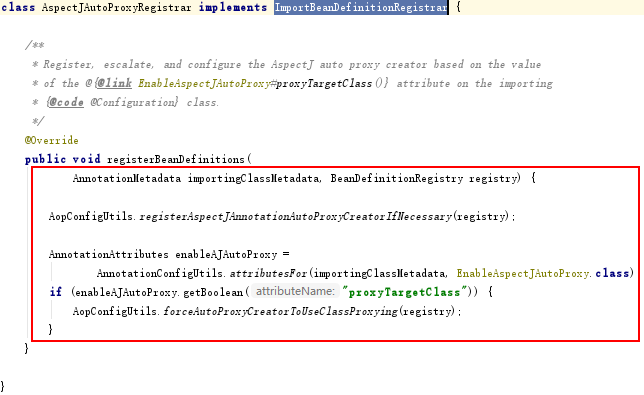 class AspectJAutoProxyRegistrar implements ImportBeanDefinitionRegistrar {
/**
* Register, escalate, and configure the AspectJ auto proxy creator based on the value
* of the @{@link EnableAspectJAutoProxy#proxyTargetClass()} attribute on the importing
* {@code @Configuration} class.
*/
@Override
public void registerBeanDefinitions(
AnnotationMetadata importingClassMetadata, BeanDefinitionRegistry registry) {
AopConfigUtils.registerAspectJAnnotationAutoProxyCreatorIfNecessary(registry);
AnnotationAttributes enableAJAutoProxy =
AnnotationConfigUtils.attributesFor(importingClassMetadata, EnableAspectJAutoProxy.class)
if (enableAJAutoProxy.getBoolean( attributeName: "proxyTargetClass")) {
AopConfigUtils.forceAutoProxyCreatorToUseClassProxying(registry);
}
}
}